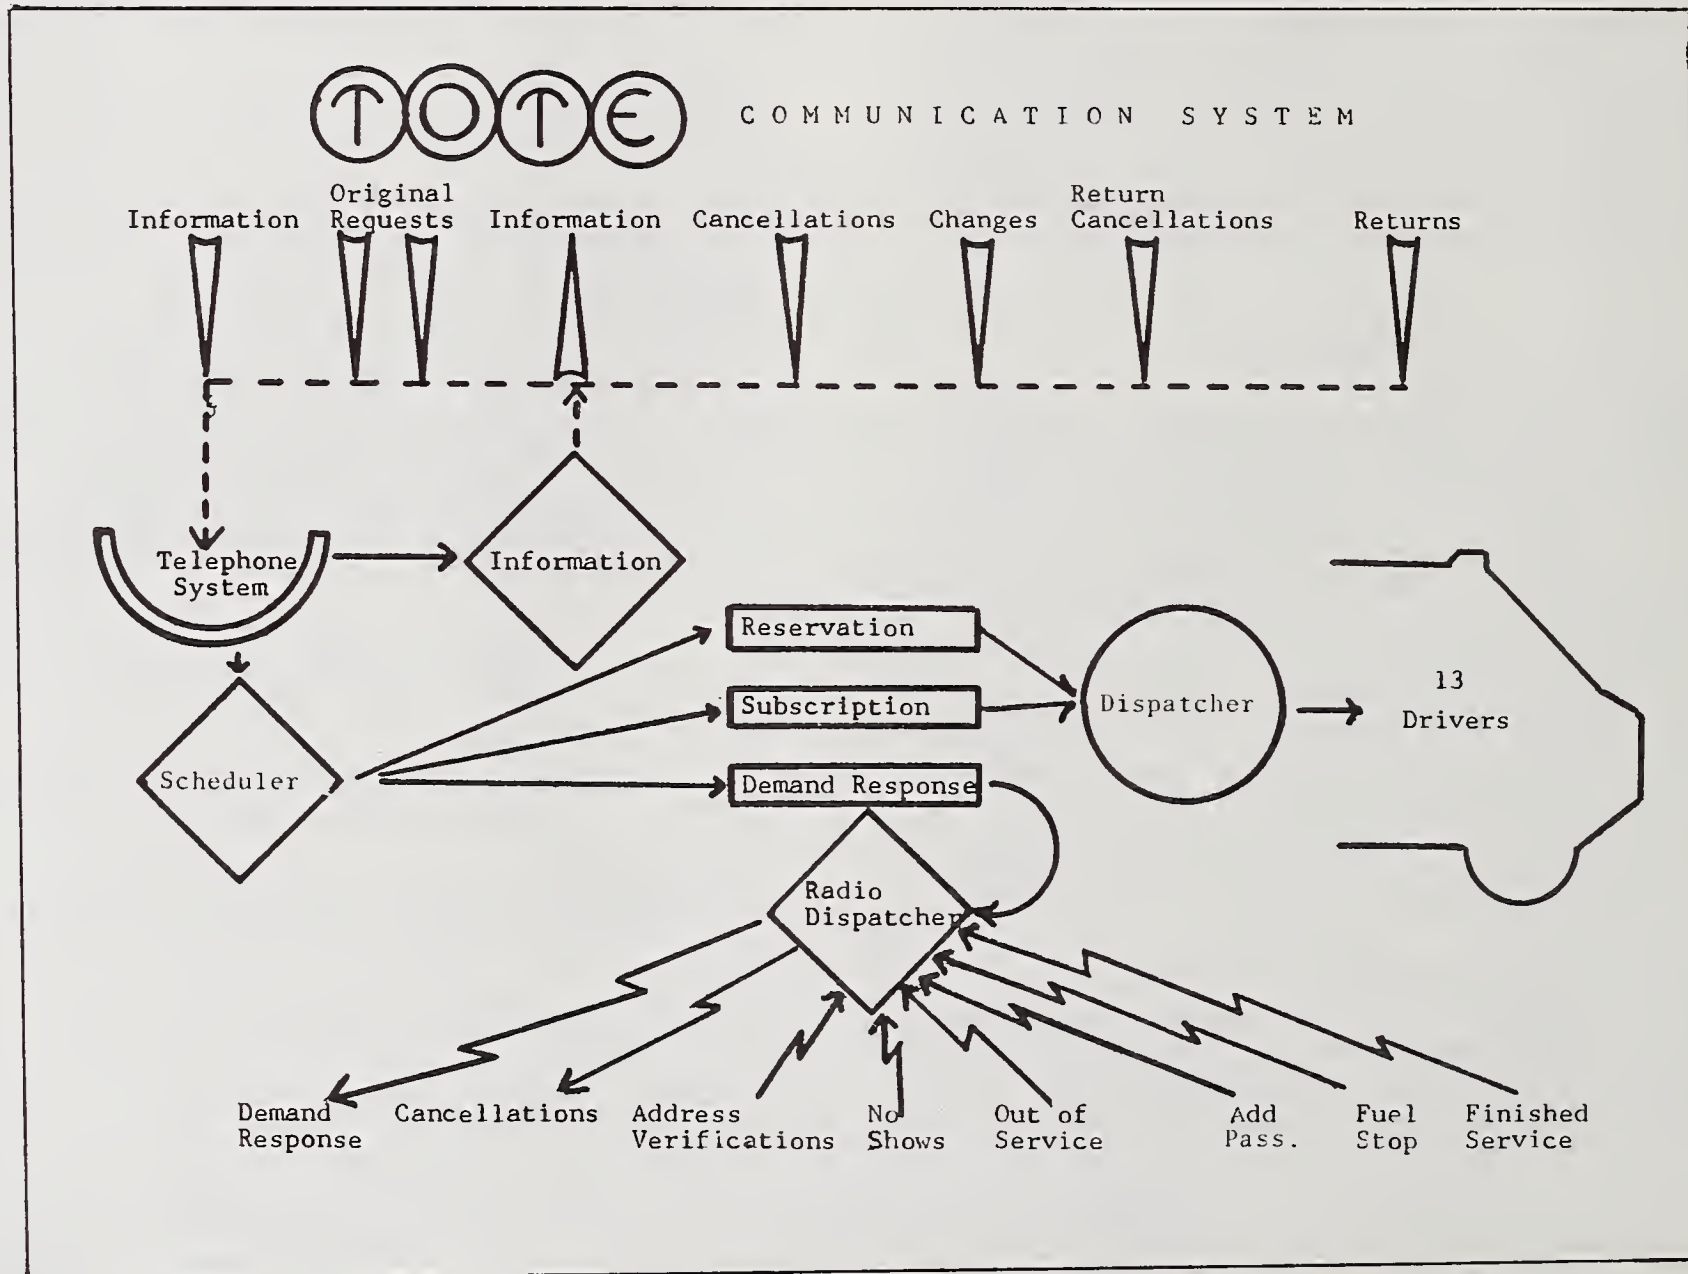 TOTE COMMUNICATION SYSTEM
Information
Original
Requests
Information
Cancellations
Changes
Return
Cancellations
Returns
Telephone
System
Information
Reservation
Subscription
Demand Response
Scheduler
Dispatcher
13
Drivers
Radio
Dispatcher
Demand
Response
Cancellations
Address
Verifications
No
Shows
Out of
Service
Add
Pass.
Fuel
Stop
Finished
Service